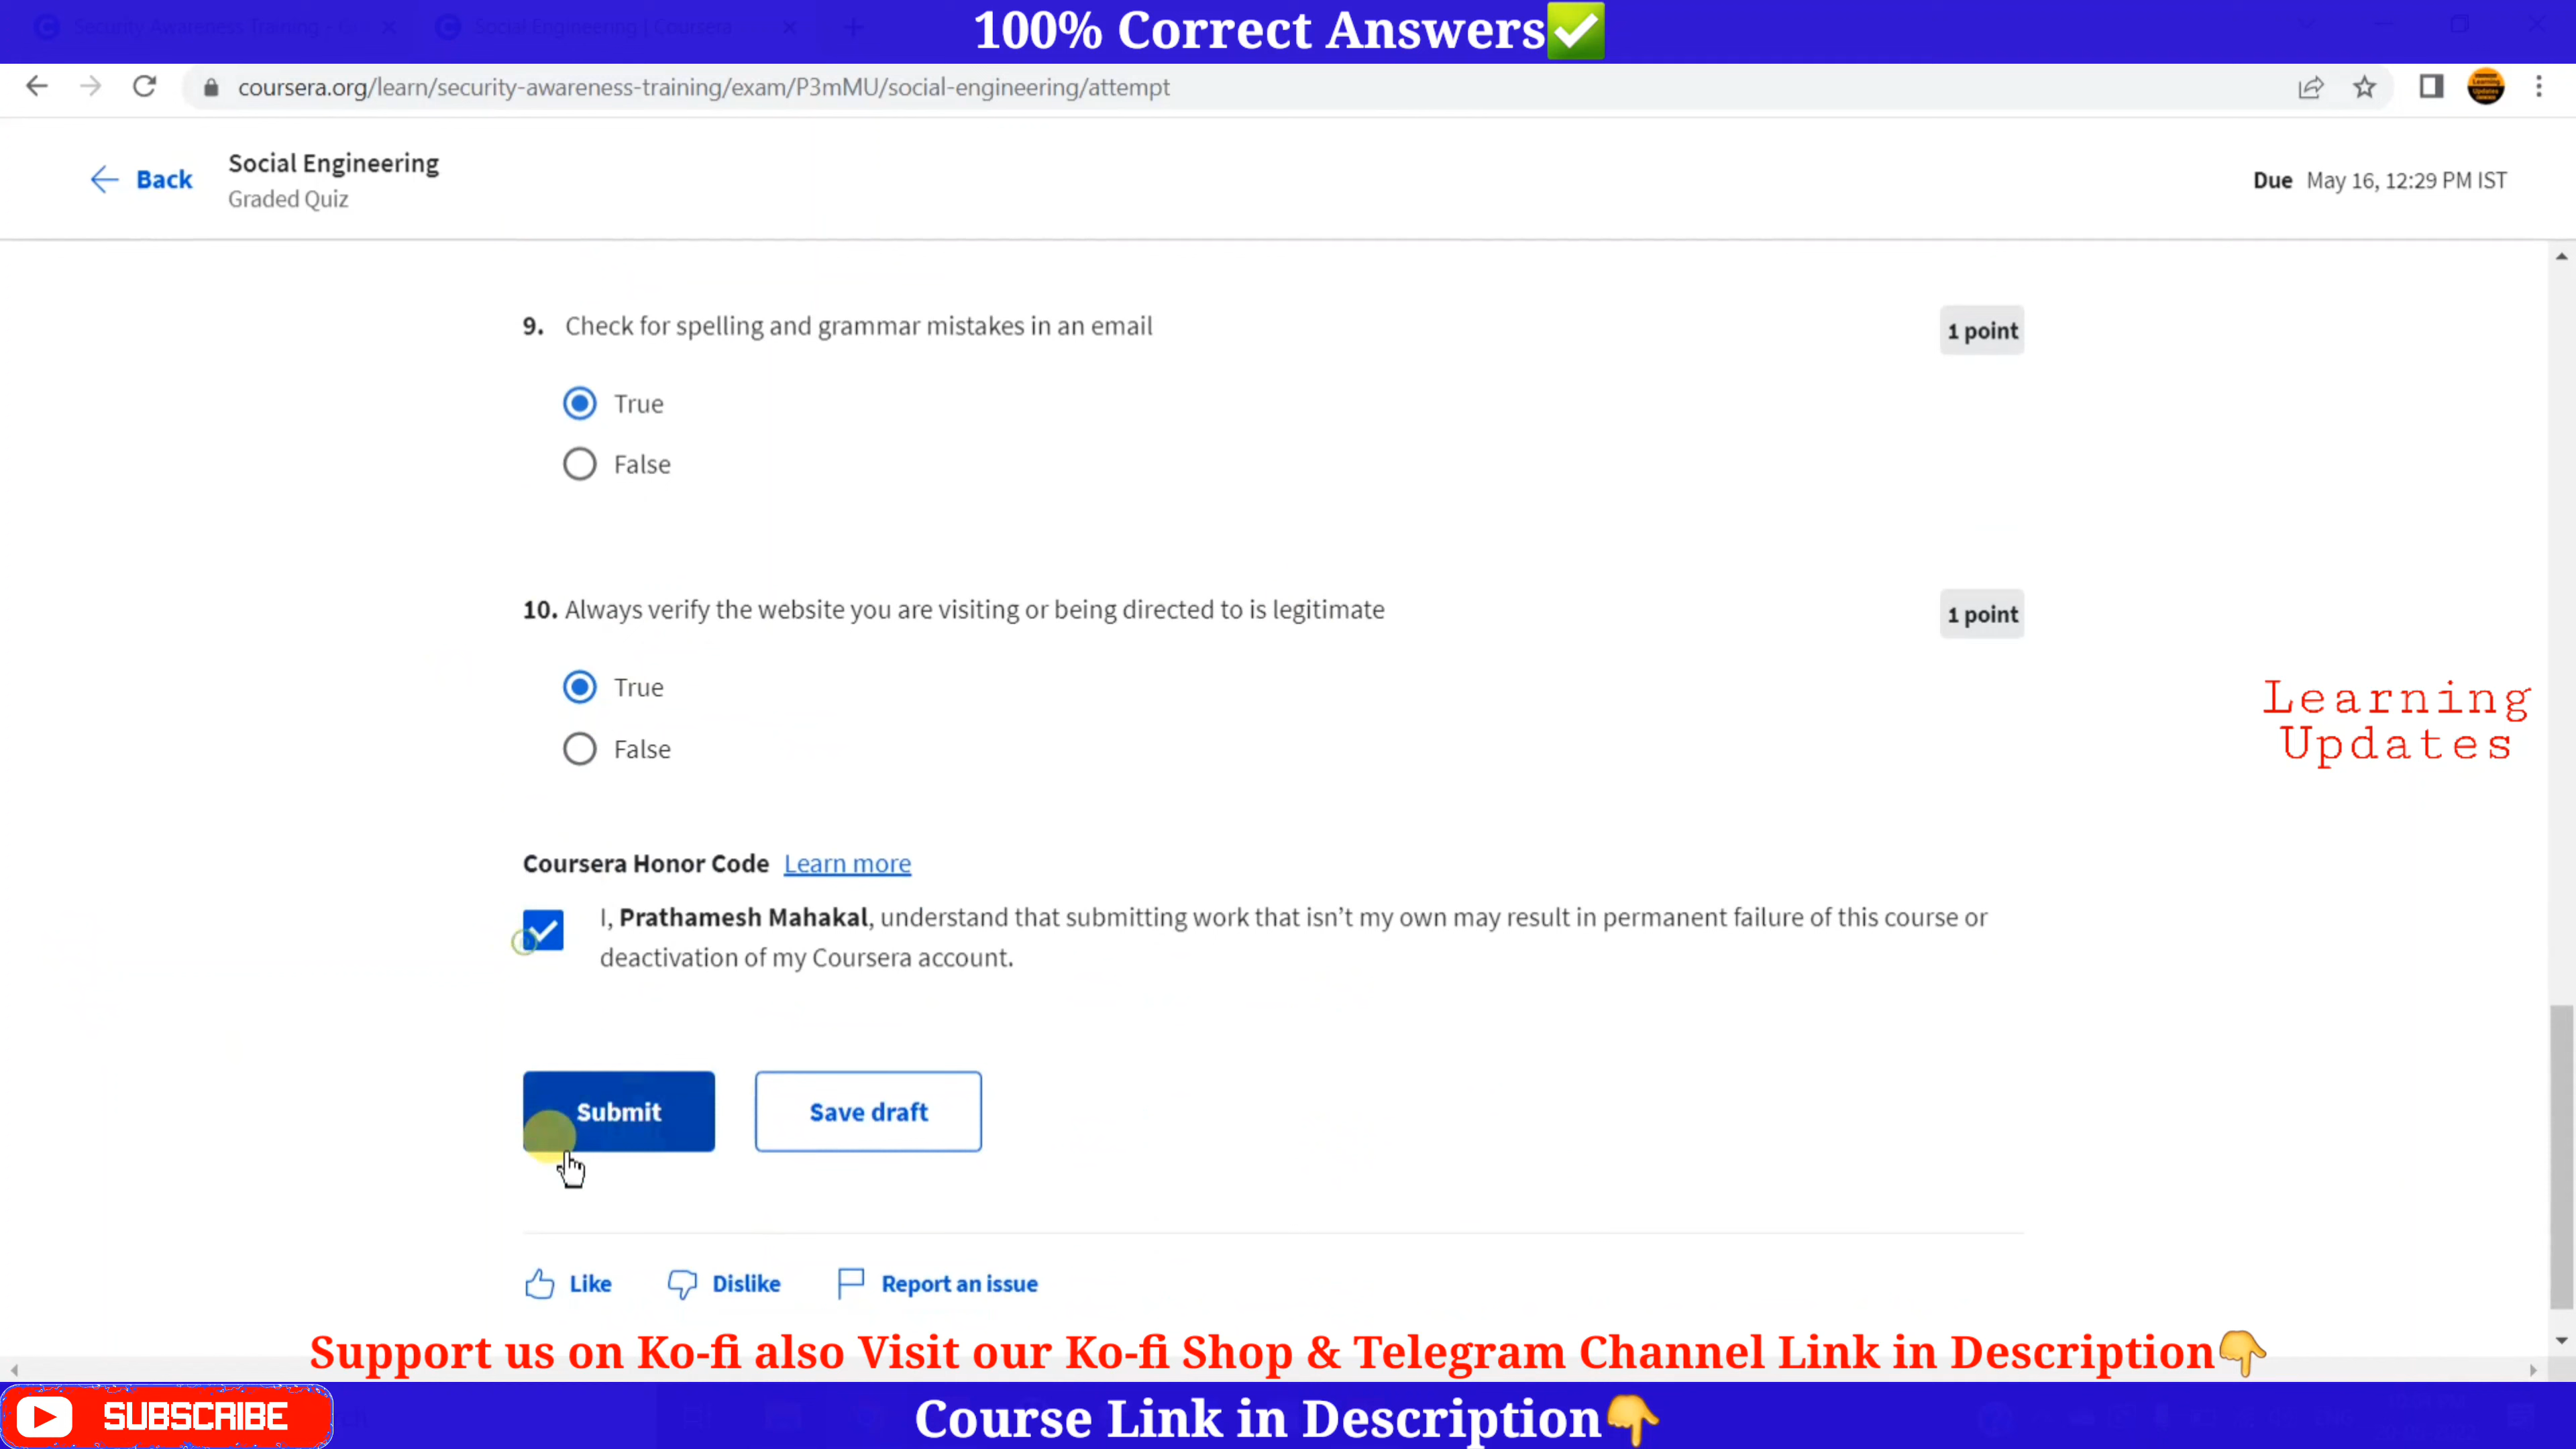 100% Correct Answers✅
Security Awareness Training -
Social Engineering | Coursera
coursera.org/learn/security-awareness-training/exam/P3mMU/social-engineering/attempt
Back
Social Engineering
Graded Quiz
Due May 16, 12:29 PM IST
9. Check for spelling and grammar mistakes in an email
1 point
True
False
10. Always verify the website you are visiting or being directed to is legitimate
1 point
True
False
Learning
Updates
Coursera Honor Code Learn more
I, Prathamesh Mahakal, understand that submitting work that isn't my own may result in permanent failure of this course or
deactivation of my Coursera account.
Submit
Save draft
Like
Dislike
Report an issue
Support us on Ko-fi also Visit our Ko-fi Shop & Telegram Channel Link in Description👇
SUBSCRIBE
Course Link in Description👇